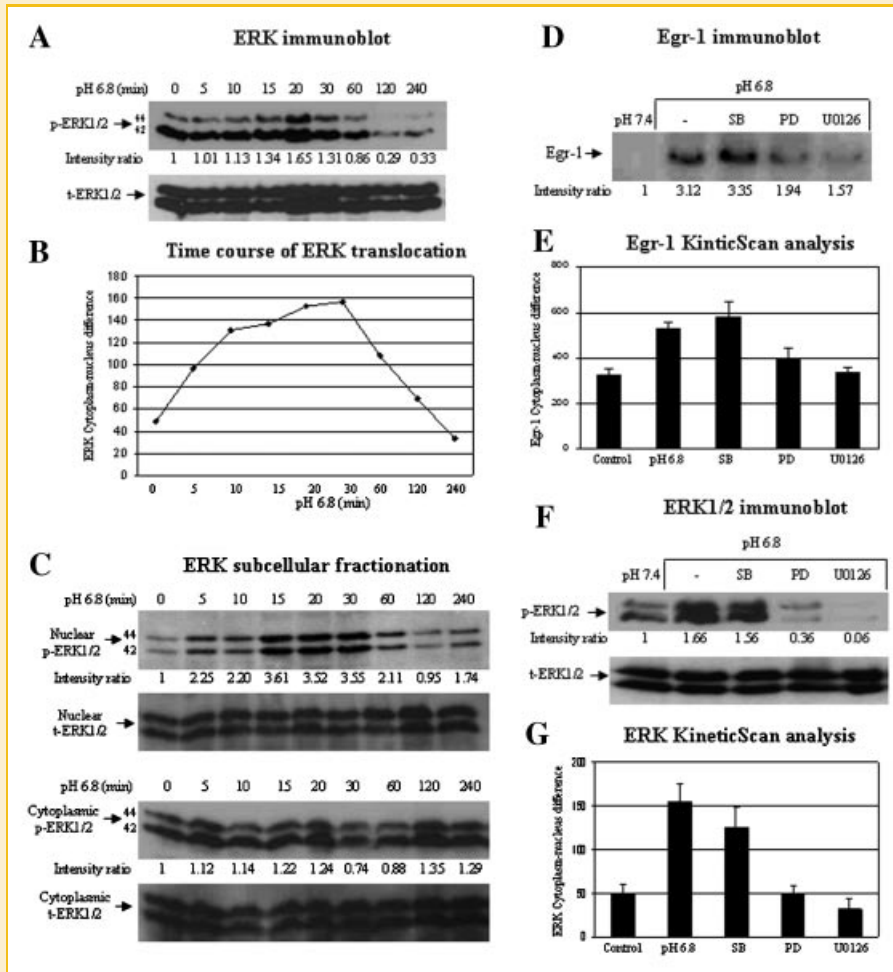 A
ERK immunoblot
pH 6.8 (min) 0 5 10 15 20 30 60 120 240
p-ERK1/2 44 42
Intensity ratio 1 1.01 1.13 1.34 1.65 1.31 0.86 0.29 0.33
t-ERK1/2
B
Time course of ERK translocation
ERK Cytoplasm-nucleus difference
180
160
140
120
100
80
60
40
20
0
0 5 10 15 20 30 60 120 240
pH 6.8 (min)
C
ERK subcellular fractionation
pH 6.8 (min) 0 5 10 15 20 30 60 120 240
Nuclear 44
p-ERK1/2 42
Intensity ratio 1 2.25 2.20 3.61 3.52 3.55 2.11 0.95 1.74
Nuclear
t-ERK1/2
pH 6.8 (min) 0 5 10 15 20 30 60 120 240
Cytoplasmic 44
p-ERK1/2 42
Intensity ratio 1 1.12 1.14 1.22 1.24 0.74 0.88 1.35 1.29
Cytoplasmic
t-ERK1/2
D
Egr-1 immunoblot
pH 6.8
pH 7.4 - SB PD U0126
Egr-1
Intensity ratio 1 3.12 3.35 1.94 1.57
E
Egr-1 KinticScan analysis
Egr-1 Cytoplasm-nucleus difference
800
600
400
200
0
Control pH 6.8 SB PD U0126
F
ERK1/2 immunoblot
pH 6.8
pH 7.4 - SB PD U0126
p-ERK1/2
Intensity ratio 1 1.66 1.56 0.36 0.06
t-ERK1/2
G
ERK KineticScan analysis
ERK Cytoplasm-nucleus difference
200
150
100
50
0
Control pH 6.8 SB PD U0126